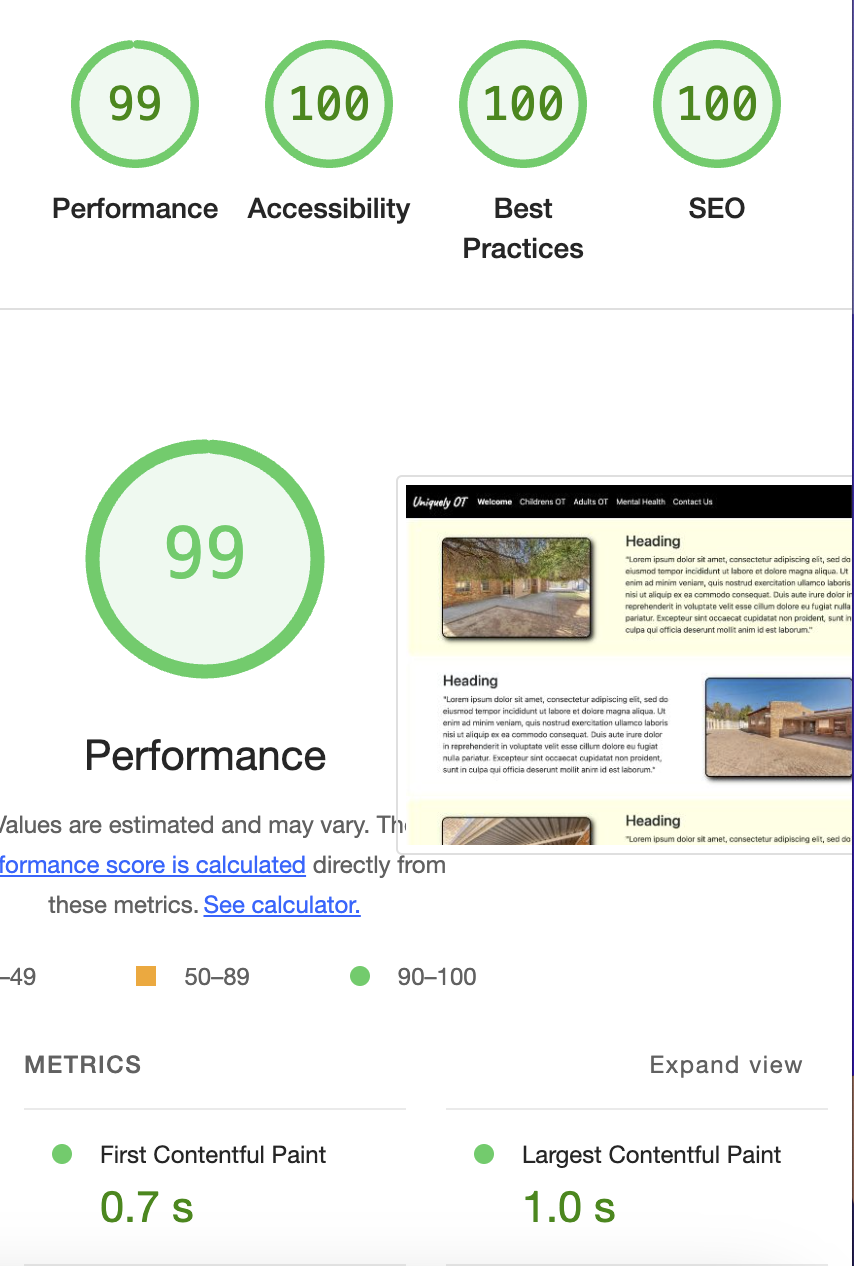 99
100
100
100
Performance
Accessibility
Best
Practices
SEO
99
Performance
Values are estimated and may vary. The
formance score is calculated directly from
these metrics. See calculator.
–49
50–89
90–100
Uniquely OT
Welcome
Childrens OT
Adults OT
Mental Health
Contact Us
Heading
"Lorem ipsum dolor sit amet, consectetur adipiscing elit, sed do
eiusmod tempor incididunt ut labore et dolore magna aliqua. Ut
enim ad minim veniam, quis nostrud exercitation ullamco laboris
nisi ut aliquip ex ea commodo consequat. Duis aute irure dolor in
reprehenderit in voluptate velit esse cillum dolore eu fugiat nulla
pariatur. Excepteur sint occaecat cupidatat non proident, sunt in
culpa qui officia deserunt mollit anim id est laborum."
Heading
"Lorem ipsum dolor sit amet, consectetur adipiscing elit, sed do
eiusmod tempor incididunt ut labore et dolore magna aliqua. Ut
enim ad minim veniam, quis nostrud exercitation ullamco laboris
nisi ut aliquip ex ea commodo consequat. Duis aute irure dolor
in reprehenderit in voluptate velit esse cillum dolore eu fugiat
nulla pariatur. Excepteur sint occaecat cupidatat non proident,
sunt in culpa qui officia deserunt mollit anim id est laborum."
Heading
"Lorem ipsum dolor sit amet, consectetur adipiscing elit, sed do
METRICS
Expand view
First Contentful Paint
0.7 s
Largest Contentful Paint
1.0 s